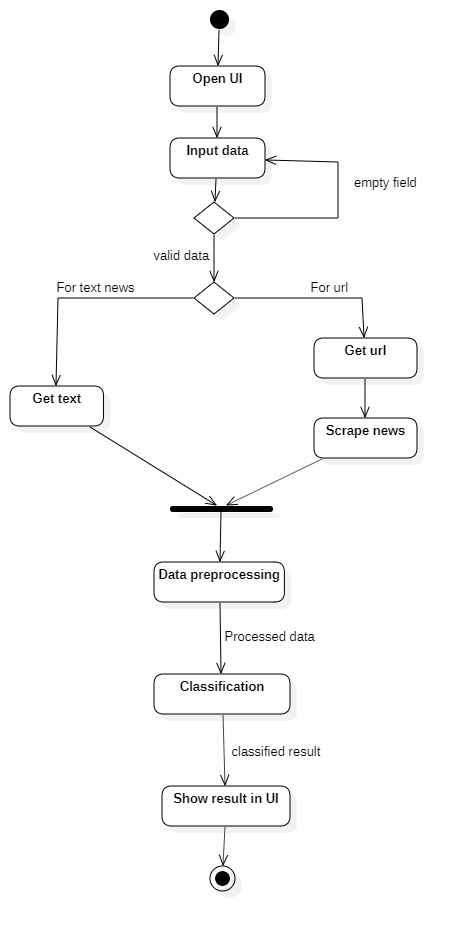 Open UI
Input data
empty field
valid data
For text news
For url
Get url
Get text
Scrape news
Data preprocessing
Processed data
Classification
classified result
Show result in UI